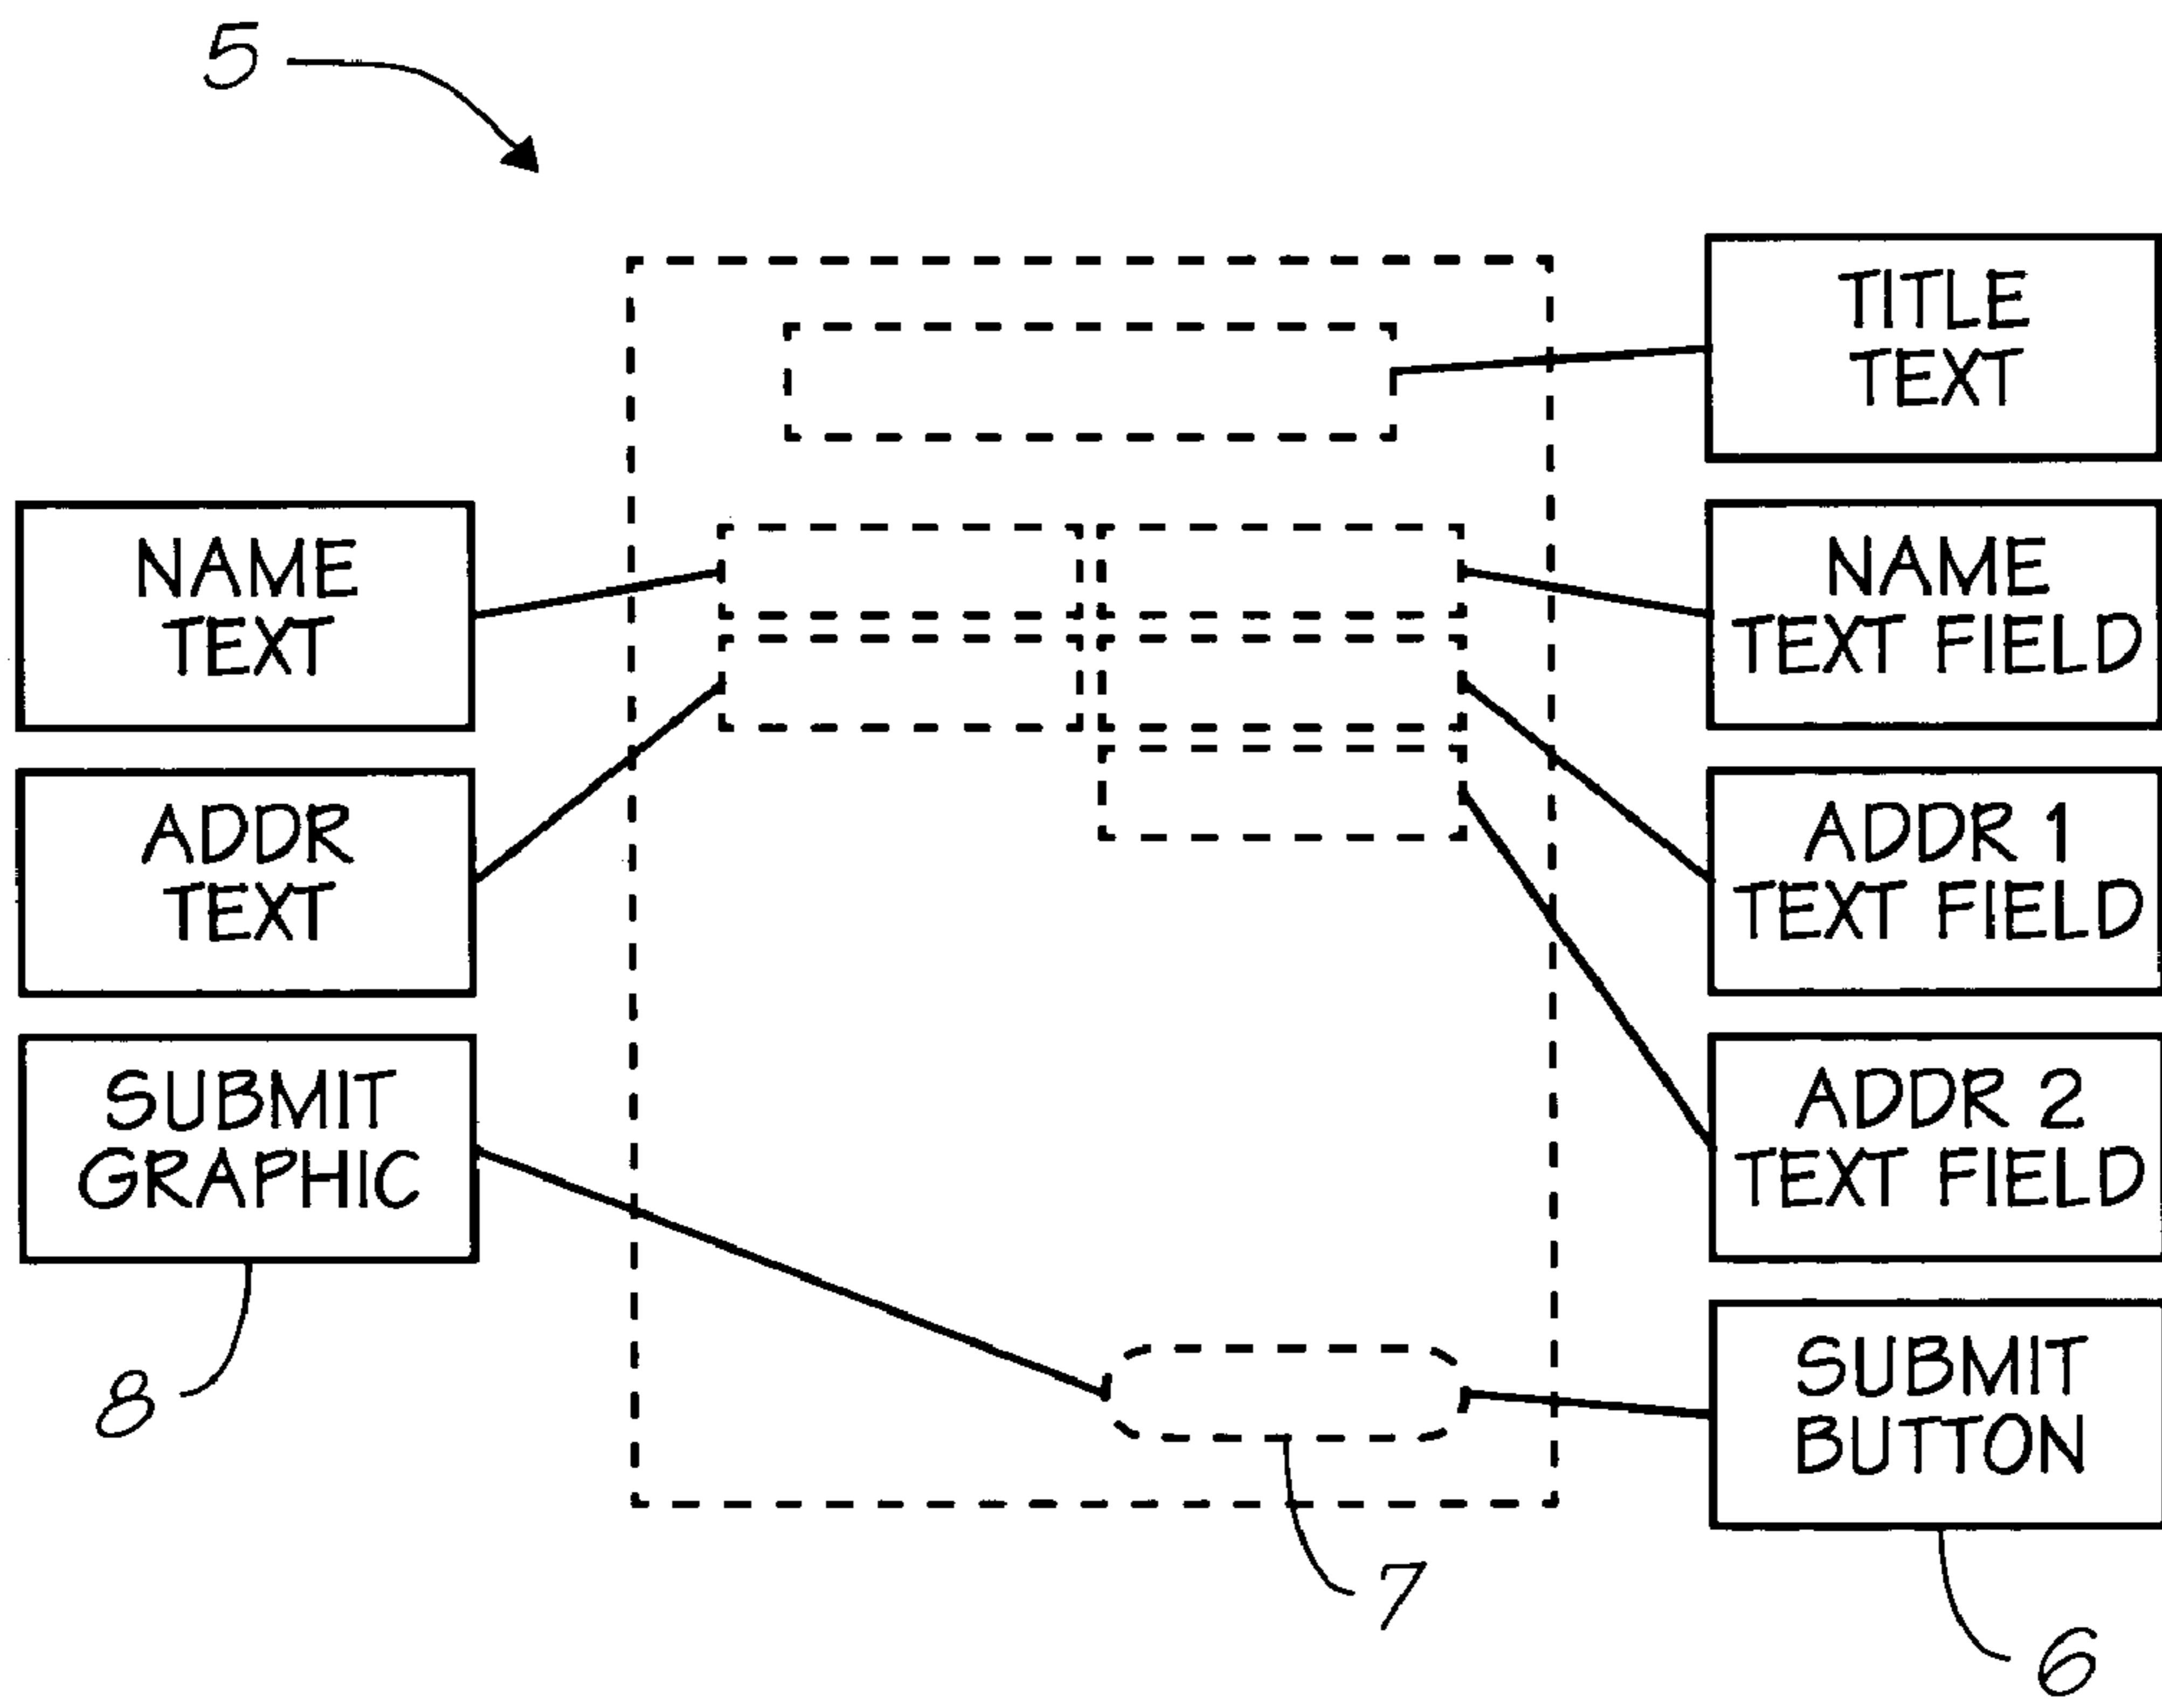 5
TITLE
TEXT
NAME
TEXT
NAME
TEXT FIELD
ADDR
TEXT
ADDR 1
TEXT FIELD
SUBMIT
GRAPHIC
ADDR 2
TEXT FIELD
SUBMIT
BUTTON
8
7
6